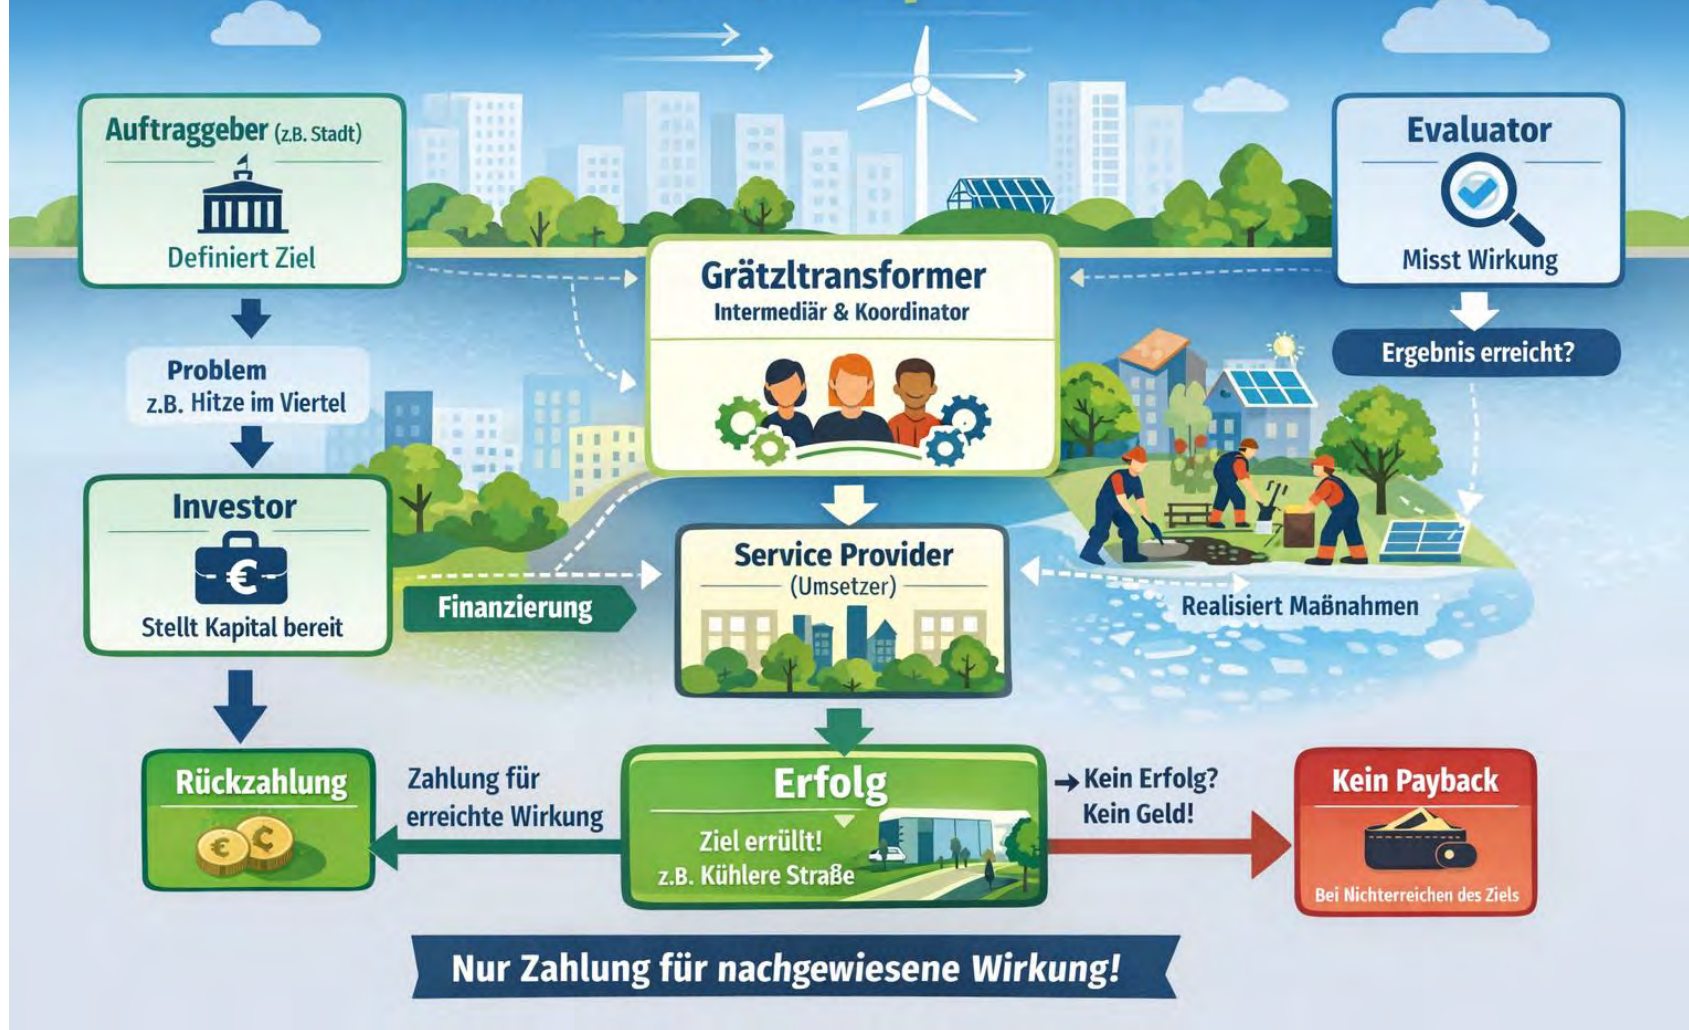 Auftraggeber (z.B. Stadt)
Definiert Ziel
Problem
z.B. Hitze im Viertel
Investor
€
Stellt Kapital bereit
Finanzierung
Grätzltransformer
Intermediär & Koordinator
Service Provider
(Umsetzer)
Evaluator
Misst Wirkung
Ergebnis erreicht?
Realisiert Maßnahmen
Rückzahlung
€ C
Zahlung für
erreichte Wirkung
Erfolg
Ziel errüllt!
z.B. Kühlere Straße
Kein Erfolg?
Kein Geld!
Kein Payback
Bei Nichterreichen des Ziels
Nur Zahlung für nachgewiesene Wirkung!